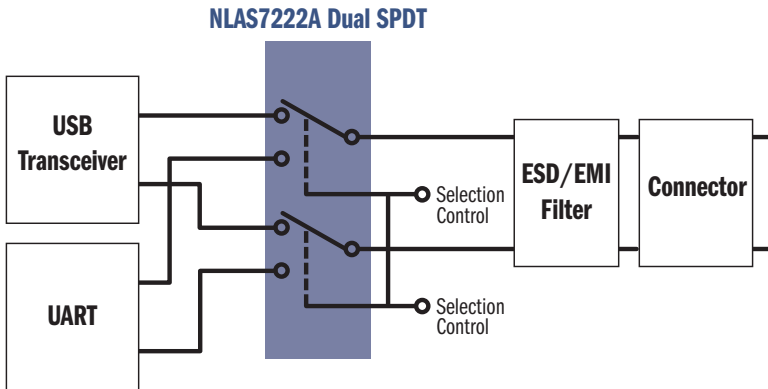 NLAS7222A Dual SPDT
USB
Transceiver
UART
Selection
Control
Selection
Control
ESD/EMI
Filter
Connector